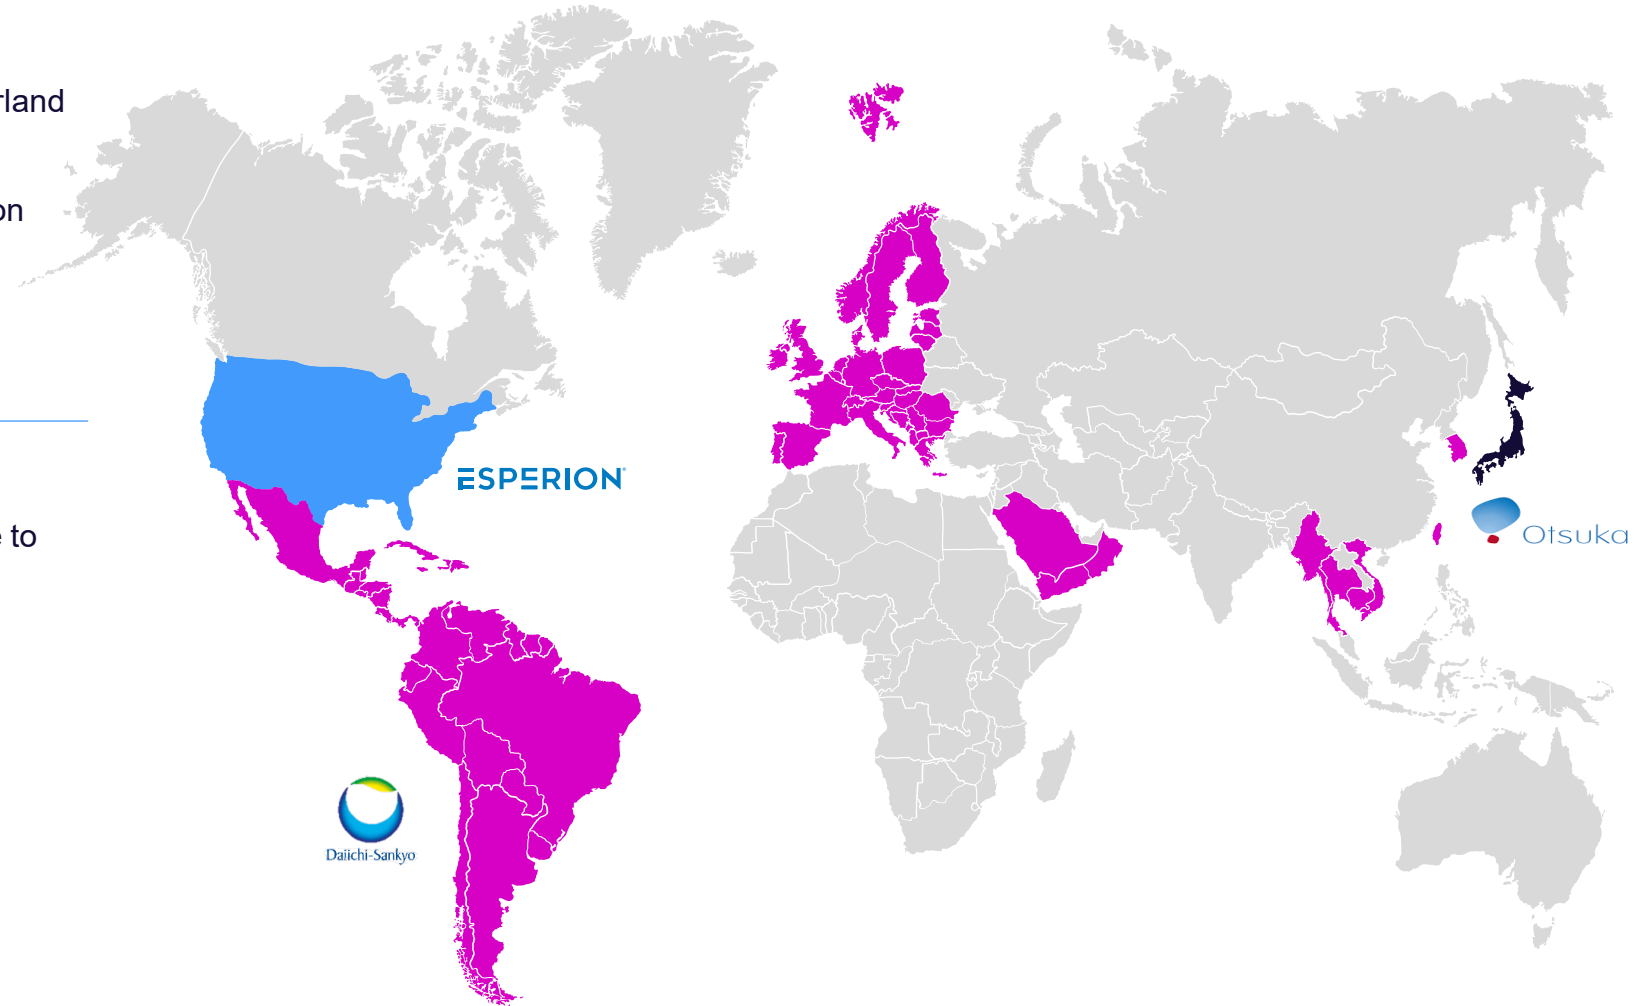 rland
on
ESPERION
e to
Otsuka
Daiichi-Sankyo